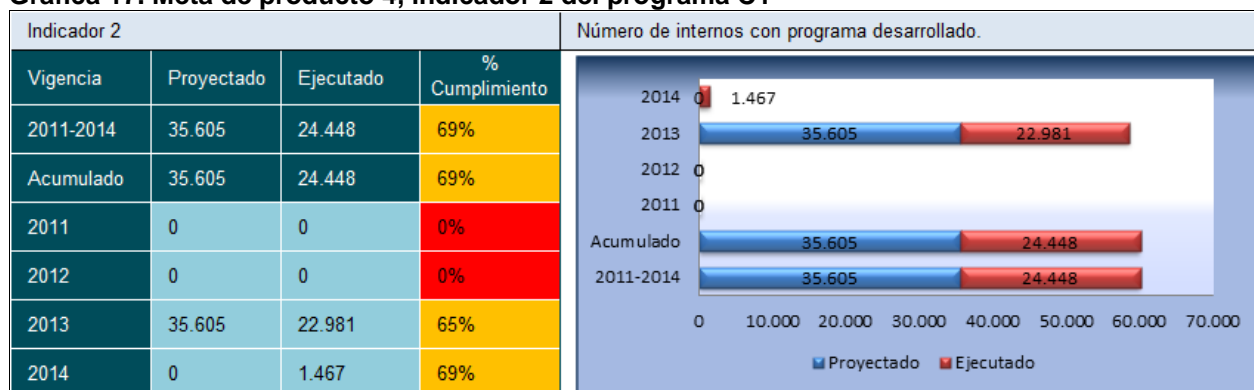 Indicador 2
Número de internos con programa desarrollado.
Vigencia Proyectado Ejecutado % Cumplimiento
2011-2014 35.605 24.448 69%
Acumulado 35.605 24.448 69%
2011 0 0 0%
2012 0 0 0%
2013 35.605 22.981 65%
2014 0 1.467 69%
2014 0 1.467
2013 35.605 22.981
2012 0
2011 0
Acumulado 35.605 24.448
2011-2014 35.605 24.448
0 10.000 20.000 30.000 40.000 50.000 60.000 70.000
Proyectado Ejecutado